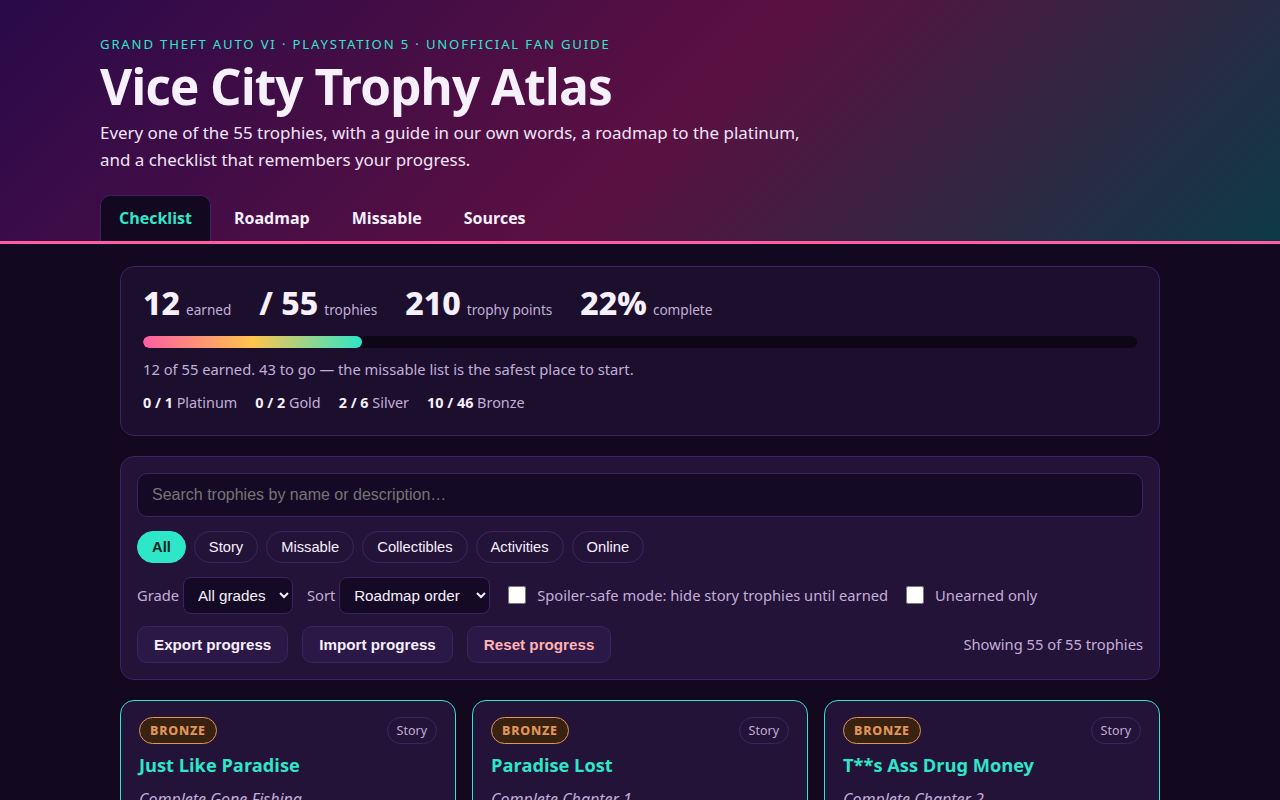 GRAND THEFT AUTO VI · PLAYSTATION 5 · UNOFFICIAL FAN GUIDE
Vice City Trophy Atlas
Every one of the 55 trophies, with a guide in our own words, a roadmap to the platinum,
and a checklist that remembers your progress.
Checklist Roadmap Missable Sources
12 earned / 55 trophies 210 trophy points 22% complete
12 of 55 earned. 43 to go — the missable list is the safest place to start.
0 / 1 Platinum 0 / 2 Gold 2 / 6 Silver 10 / 46 Bronze
Search trophies by name or description…
All Story Missable Collectibles Activities Online
Grade All grades Sort Roadmap order Spoiler-safe mode: hide story trophies until earned Unearned only
Export progress Import progress Reset progress Showing 55 of 55 trophies
BRONZE Story BRONZE Story BRONZE Story
Just Like Paradise Paradise Lost T**s Ass Drug Money
Complete Gone Fishing Complete Chapter 1 Complete Chapter 2